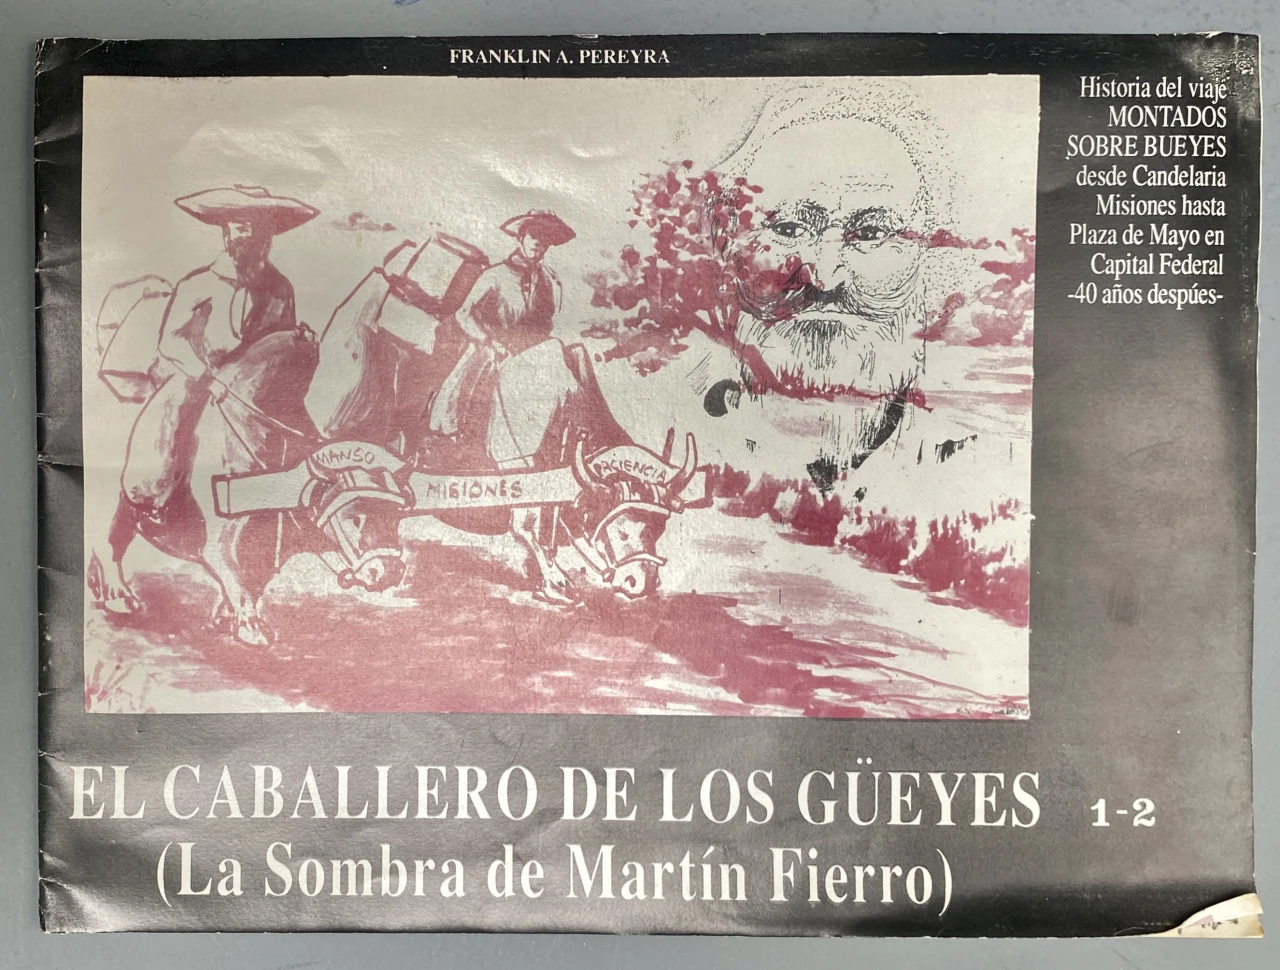 FRANKLIN A. PEREYRA
Historia del viaje
MONTADOS
SOBRE BUEYES
desde Candelaria
Misiones hasta
Plaza de Mayo en
Capital Federal
-40 años despúes-
MANSO
MISIONES
PACIENCIA
EL CABALLERO DE LOS GÜEYES 1-2
(La Sombra de Martín Fierro)